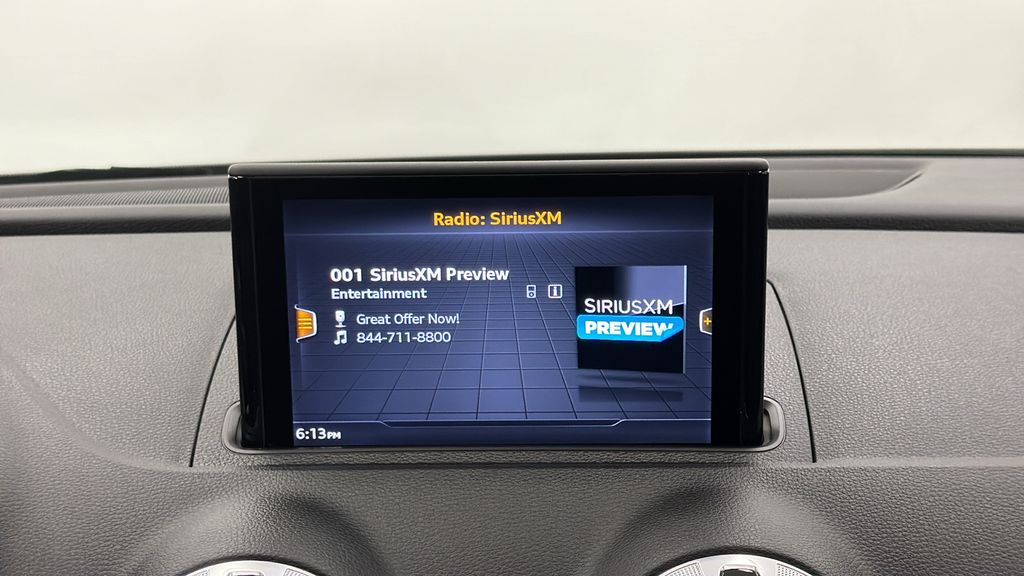 Radio: SiriusXM
001 SiriusXM Preview
Entertainment
Great Offer Now!
844-711-8800
SIRIUSXM
PREVIEW
6:13PM